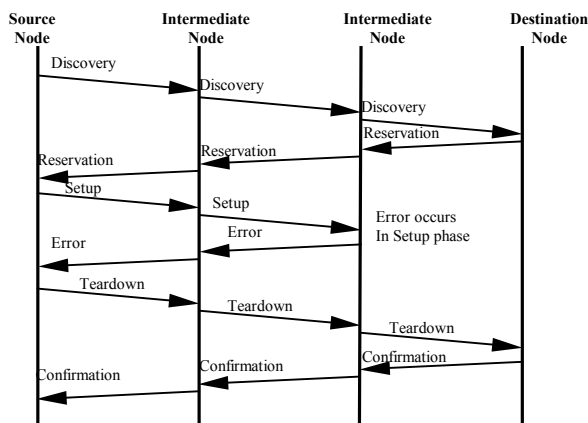 Source
Node
Intermediate
Node
Intermediate
Node
Destination
Node
Discovery
Discovery
Discovery
Reservation
Reservation
Reservation
Setup
Setup
Error occurs
In Setup phase
Error
Error
Teardown
Teardown
Teardown
Confirmation
Confirmation
Confirmation